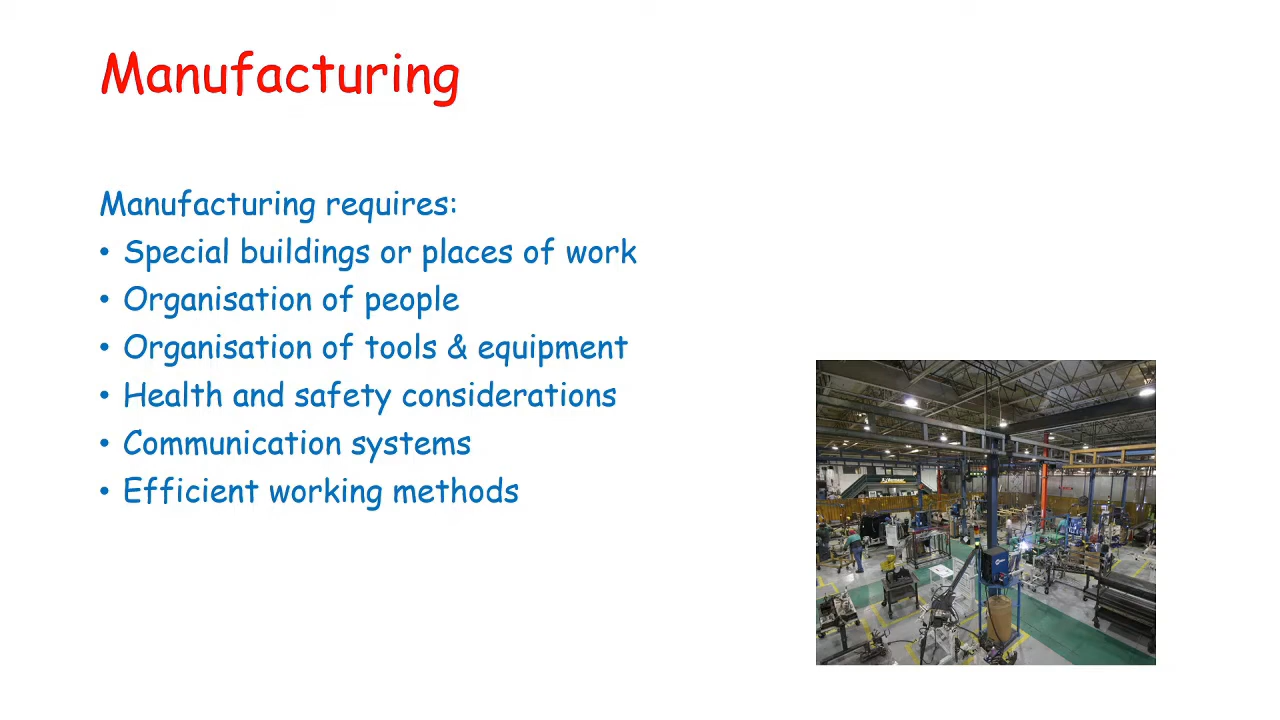 Manufacturing
Manufacturing requires:
• Special buildings or places of work
• Organisation of people
• Organisation of tools & equipment
• Health and safety considerations
• Communication systems
• Efficient working methods